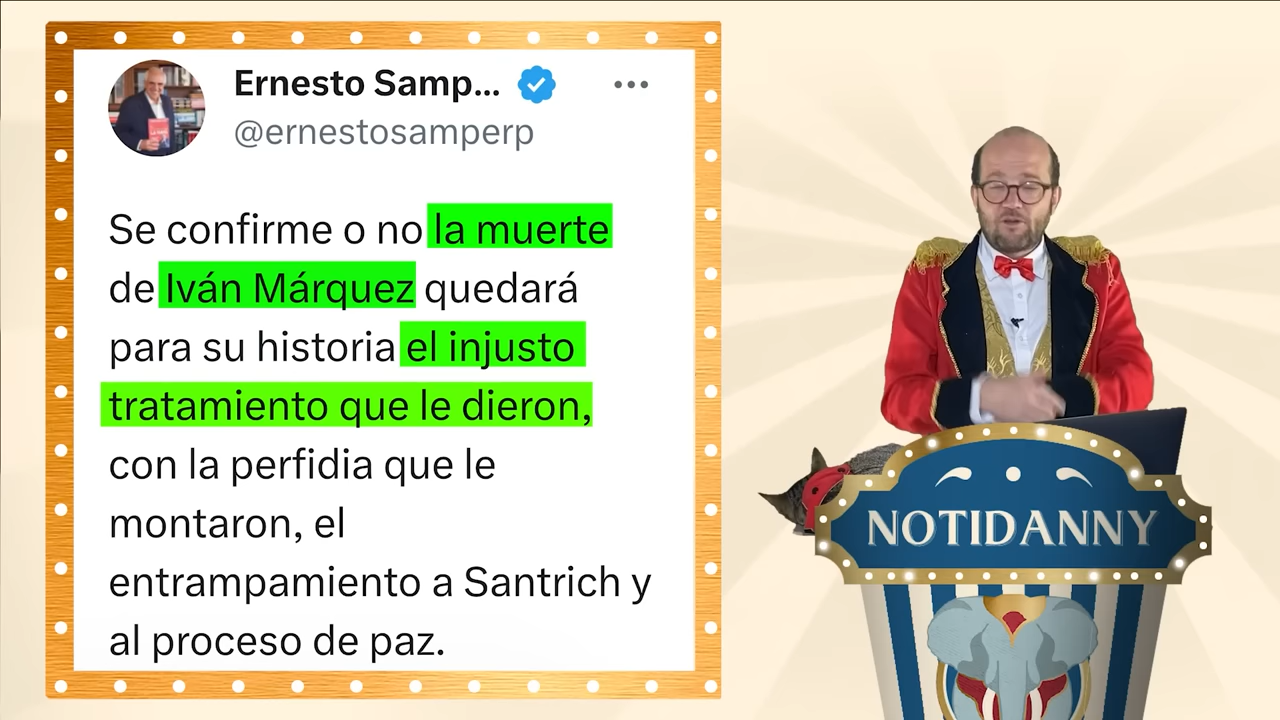 Ernesto Samp...
@ernestosamperp
Se confirme o no la muerte
de Iván Márquez quedará
para su historia el injusto
tratamiento que le dieron,
con la perfidia que le
montaron, el
entrampamiento a Santrich y
al proceso de paz.
NOTIDANNY